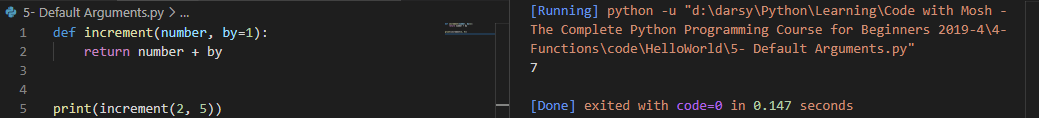 5- Default Arguments.py > ...
1 def increment(number, by=1):
2 return number + by
3
4
5 print(increment(2, 5))
[Running] python -u "d:\darsy\Python\Learning\Code with Mosh -
The Complete Python Programming Course for Beginners 2019-4\4-
Functions\code\HelloWorld\5- Default Arguments.py"
7
[Done] exited with code=0 in 0.147 seconds